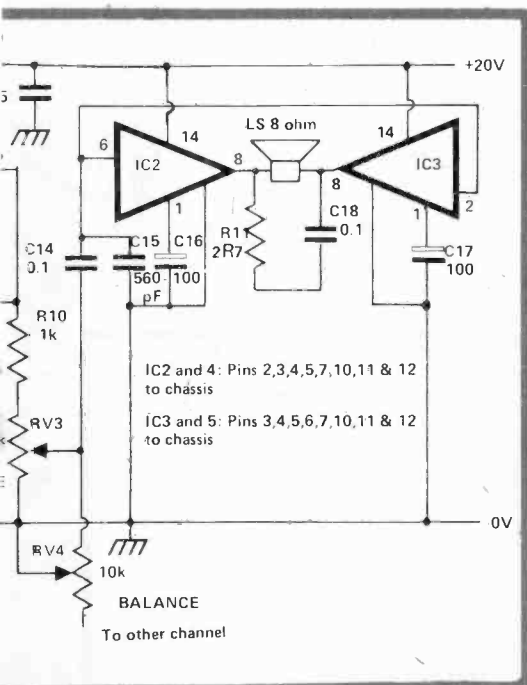 +20V
5
14
LS 8 ohm
14
6
IC2
8
8
IC3
2
1
1
R11
2R7
C18
0.1
C14
0.1
C15
560
pF
C16
100
C17
100
R10
1k
IC2 and 4: Pins 2,3,4,5,7,10,11 & 12
to chassis
RV3
IC3 and 5: Pins 3,4,5,6,7,10,11 & 12
to chassis
0V
RV4
10k
BALANCE
To other channel